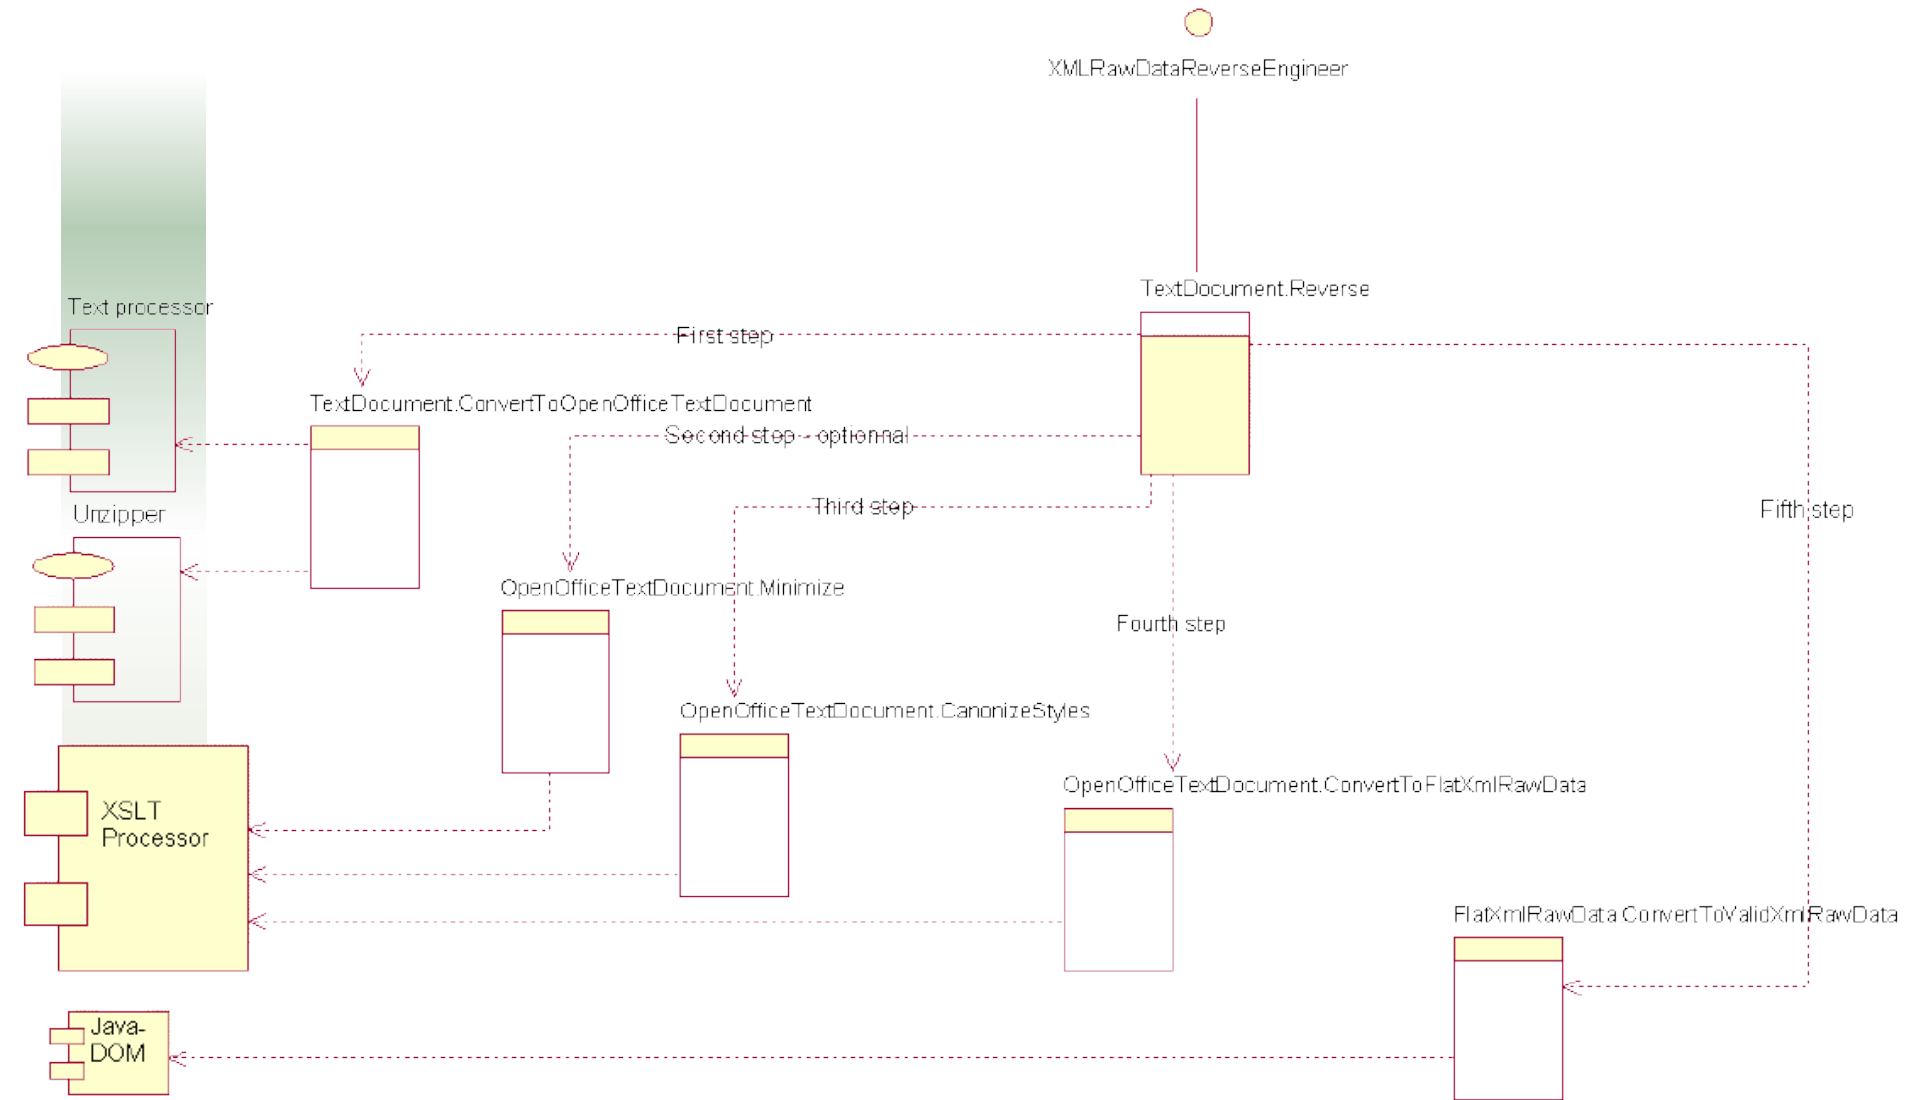 XMLRawDataReverseEngineer
TextDocument.Reverse
Text processor
First step
TextDocument.ConvertToOpenOfficeTextDocument
Second step - optionnal
Third step
Unzipper
Fifth step
OpenOfficeTextDocument.Minimize
Fourth step
OpenOfficeTextDocument.CanonizeStyles
OpenOfficeTextDocument.ConvertToFlatXmlRawData
XSLT
Processor
FlatXmlRawData.ConvertToValidXmlRawData
Java-
DOM